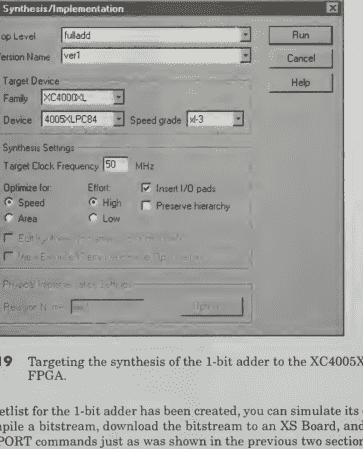 Synthesis/Implementation
op Level fulladd Run
ersion Name ver1 Cancel
Target Device Help
Family XC4000XL
Device 4005XLPC84 Speed grade xl-3
Synthesis Settings
Target Clock Frequency 50 MHz
Optimize for: Effort: Insert I/O pads
Speed High Preserve hierarchy
Area Low
19 Targeting the synthesis of the 1-bit adder to the XC4005X
FPGA.
etlist for the 1-bit adder has been created, you can simulate its
pile a bitstream, download the bitstream to an XS Board, and
PORT commands just as was shown in the previous two section